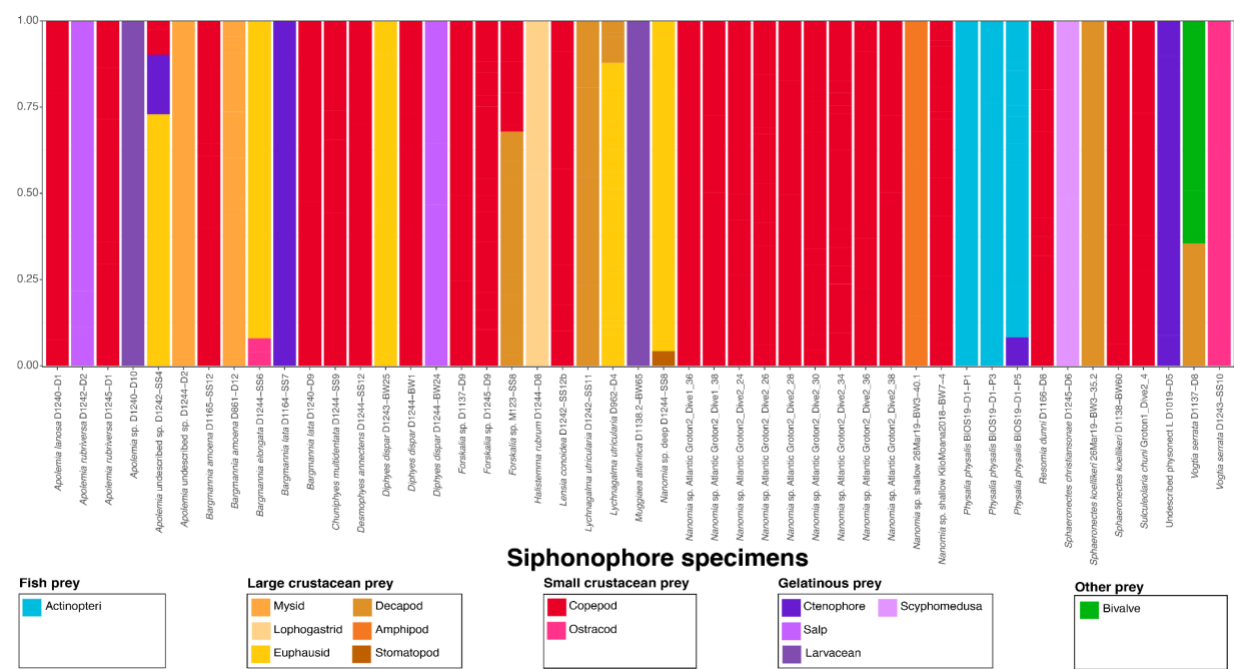 1.00
0.75
0.50
0.25
0.00
Apolemia lanosa D1240−D1
Apolemia rubriversa D1242−D2
Apolemia rubriversa D1245−D1
Apolemia sp. D1240−D10
Apolemia undescribed sp. D1242−SS4
Apolemia undescribed sp. D1244−D2
Bargmannia amoena D1165−SS12
Bargmannia amoena D861−D12
Bargmannia elongata D1244−SS6
Bargmannia lata D1164−SS7
Bargmannia lata D1240−D9
Chuniphyes multidentata D1244−SS9
Desmophyes annectens D1244−SS12
Diphyes dispar D1243−BW25
Diphyes dispar D1244−BW1
Diphyes dispar D1244−BW24
Forskalia sp. D1137−D9
Forskalia sp. D1245−D9
Forskalia sp. M123−SS8
Halistemma rubrum D1244−D8
Lensia conoidea D1242−SS12b
Lychnagalma utricularia D1242−SS11
Lychnagalma utricularia D962−D4
Muggiaea atlantica D1138.2−BW65
Nanomia sp. deep D1244−SS8
Nanomia sp. Atlantic Groton2_Dive1_36
Nanomia sp. Atlantic Groton2_Dive1_38
Nanomia sp. Atlantic Groton2_Dive2_24
Nanomia sp. Atlantic Groton2_Dive2_26
Nanomia sp. Atlantic Groton2_Dive2_28
Nanomia sp. Atlantic Groton2_Dive2_30
Nanomia sp. Atlantic Groton2_Dive2_34
Nanomia sp. Atlantic Groton2_Dive2_36
Nanomia sp. Atlantic Groton2_Dive2_38
Nanomia sp. shallow 26Mar19−BW3−40.1
Nanomia sp. shallow KiloMoana2018−BW7−4
Physalia physalis BIOS19−D1−P1
Physalia physalis BIOS19−D1−P3
Physalia physalis BIOS19−D1−P5
Resomia dunni D1166−D8
Sphaeronectes christiansonae D1245−D6
Sphaeronectes koellikeri 26Mar19−BW3−35.2
Sphaeronectes koellikeri D1138−BW60
Sulculeolaria chuni Groton1_Dive2_4
Undescribed physonect L D1019−D5
Vogtia serrata D1137−D8
Vogtia serrata D1243−SS10
Siphonophore specimens
Fish prey
Actinopteri
Large crustacean prey
Mysid
Decapod
Lophogastrid
Amphipod
Euphausid
Stomatopod
Small crustacean prey
Copepod
Ostracod
Gelatinous prey
Ctenophore
Scyphomedusa
Salp
Larvacean
Other prey
Bivalve